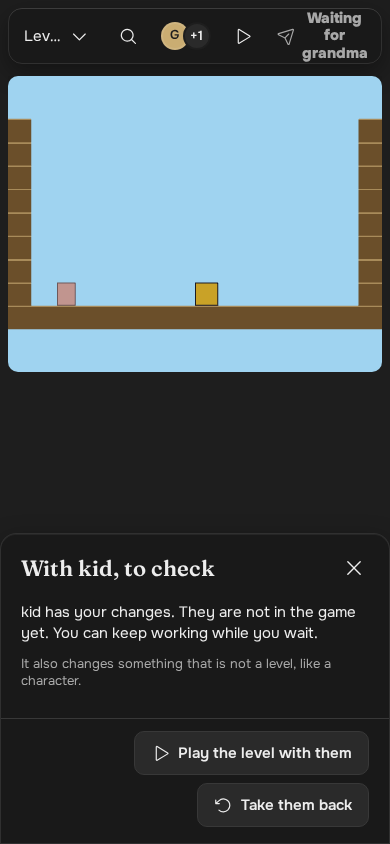 Lev...
G
+1
Waiting
for
grandma
With kid, to check
kid has your changes. They are not in the game
yet. You can keep working while you wait.
It also changes something that is not a level, like a
character.
Play the level with them
Take them back